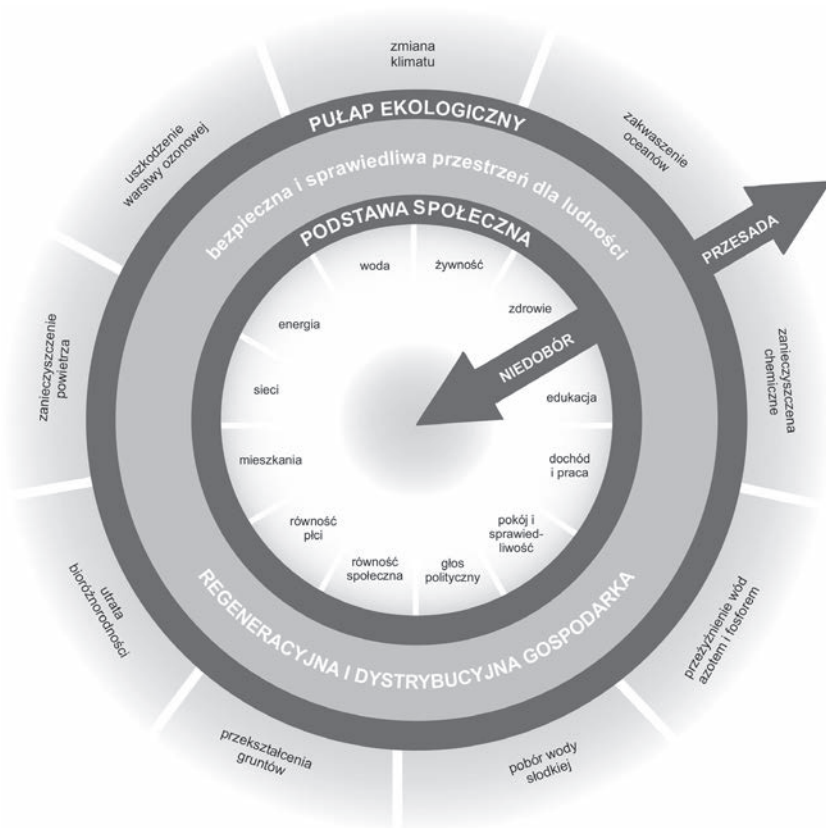 zmiana
klimatu
zakwaszenie
oceanów
zanieczyszczena
chemiczne
przeżyźnienie wód
azotem i fosforem
pobór wody
słodkiej
przekształcenia
gruntów
utrata
bioróżnorodności
zanieczyszczenie
powietrza
uszkodzenie
warstwy ozonowej
PUŁAP EKOLOGICZNY
bezpieczna i sprawiedliwa przestrzeń dla ludności
PODSTAWA SPOŁECZNA
PRZESADA
NIEDOBÓR
woda
żywność
zdrowie
edukacja
dochód
i praca
pokój i
sprawied-
liwość
głos
polityczny
równość
społeczna
równość
płci
mieszkania
sieci
energia
REGENERACYJNA I DYSTRYBUCYJNA GOSPODARKA